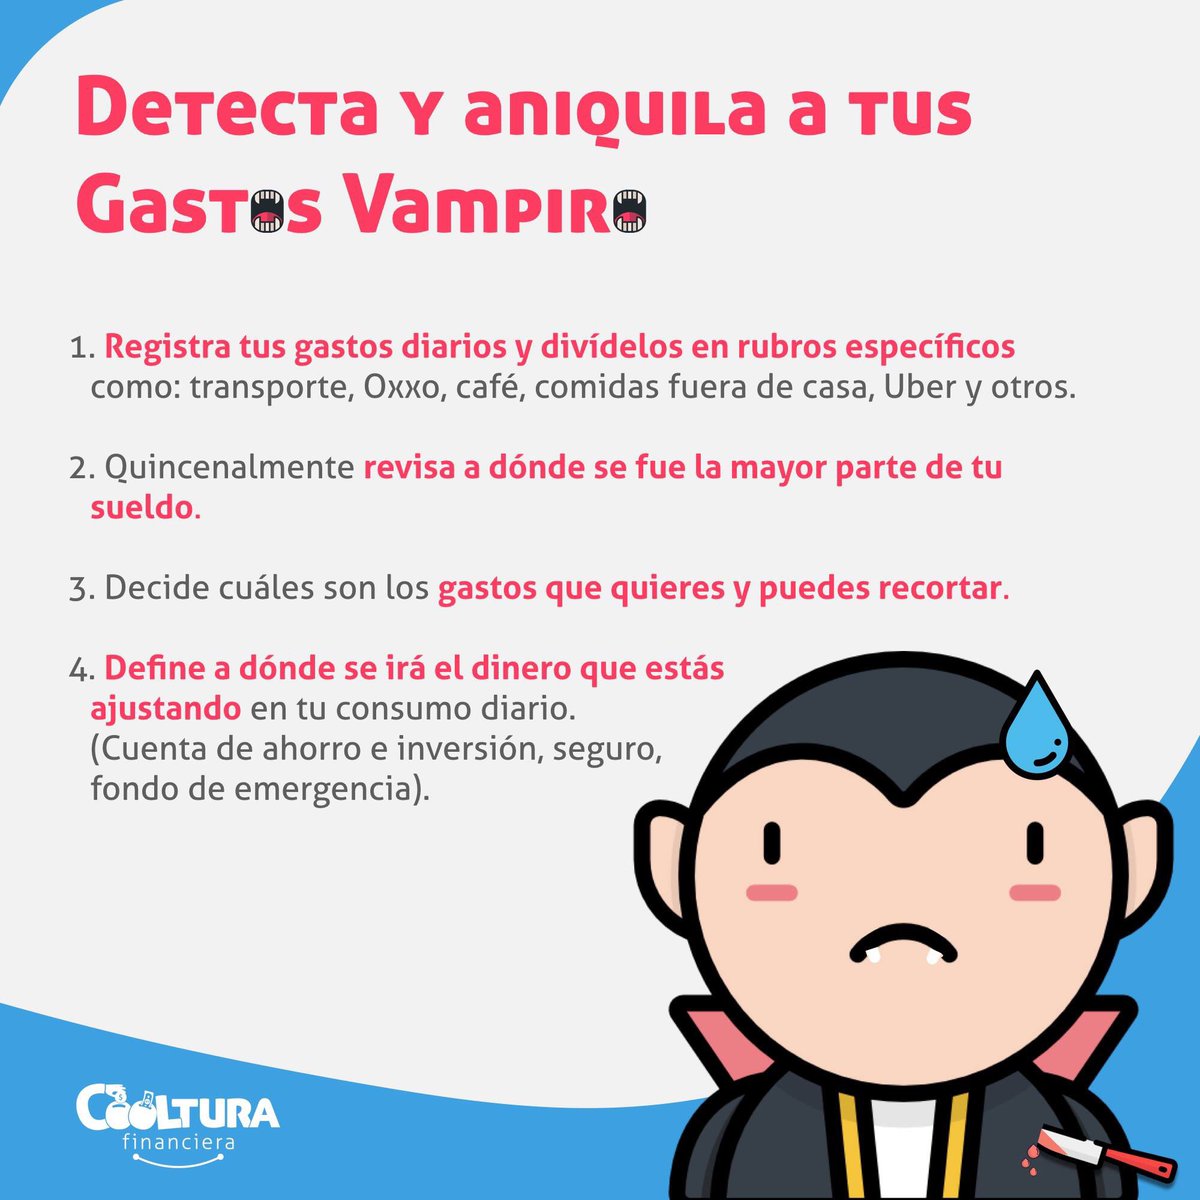 Detecta y aniquila a tus
Gastos Vampiro
1. Registra tus gastos diarios y divídelos en rubros específicos
como: transporte, Oxxo, café, comidas fuera de casa, Uber y otros.
2. Quincenalmente revisa a dónde se fue la mayor parte de tu
sueldo.
3. Decide cuáles son los gastos que quieres y puedes recortar.
4. Define a dónde se irá el dinero que estás
ajustando en tu consumo diario.
(Cuenta de ahorro e inversión, seguro,
fondo de emergencia).
COOLTURA
financiera